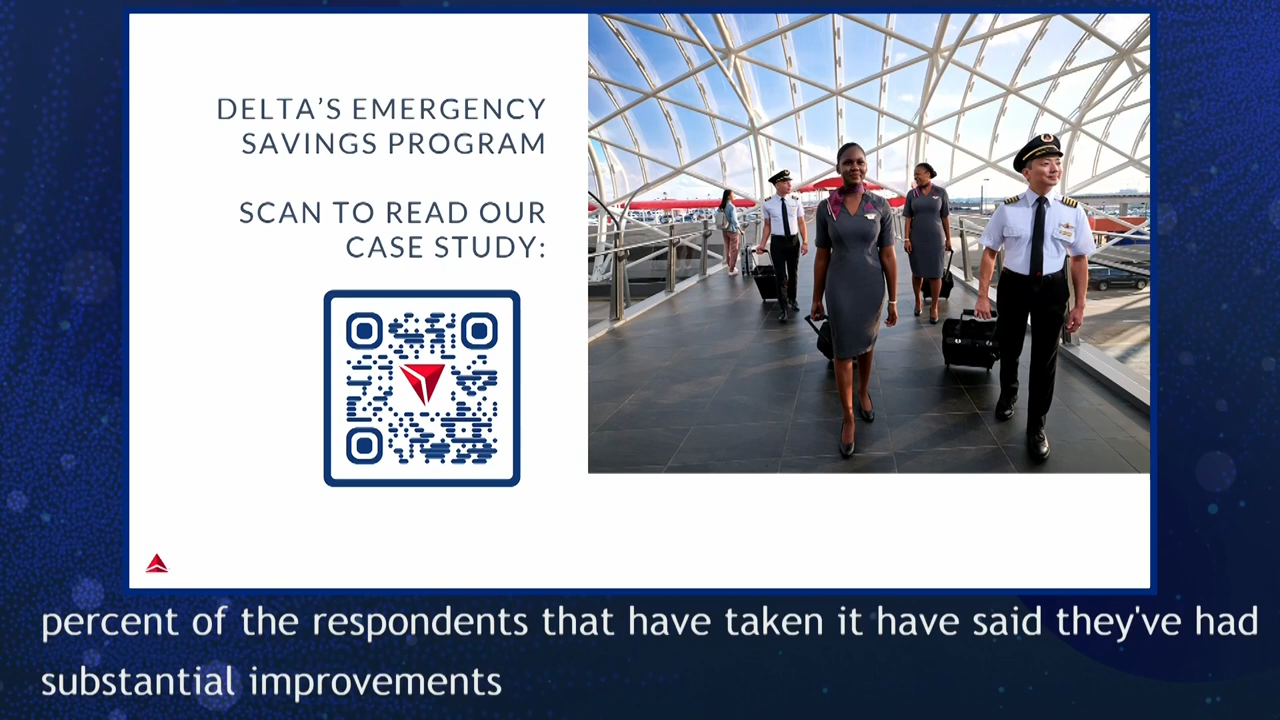 DELTA'S EMERGENCY
SAVINGS PROGRAM
SCAN TO READ OUR
CASE STUDY:
percent of the respondents that have taken it have said they've had
substantial improvements